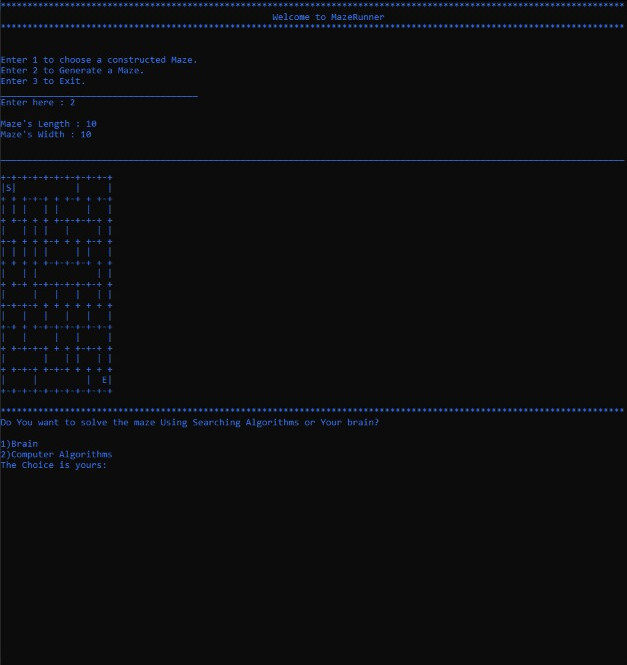 *********************************************************************************************************************
Welcome to MazeRunner
*********************************************************************************************************************
Enter 1 to choose a constructed Maze.
Enter 2 to Generate a Maze.
Enter 3 to Exit.
_____________________________________
Enter here : 2
Maze's Length : 10
Maze's Width : 10
_____________________________________________________________________________________________________________________
+-+-+-+-+-+-+-+-+-+-+
|S|           |     |
+ + +-+-+-+ + +-+ +-+
| | |   | |     |   |
+ +-+ + + +-+-+-+-+ +
|   | | |   |     | |
+-+ +-+-+ + + + +-+ +
| | | | |     | |   |
+ + + + +-+-+-+-+ + +
|   | |           | |
+ +-+-+ +-+-+-+-+ + +
|     |   |   |   | |
+-+-+-+ + + + + + + +
|   |   |   |   |   |
+-+ + +-+-+-+-+-+-+ +
|   |     |   |     |
+ +-+-+-+ + + +-+-+ +
|       |   | |   | |
+ +-+-+-+-+-+ + + + +
|     |         |  E|
+-+-+-+-+-+-+-+-+-+-+
*********************************************************************************************************************
Do You want to solve the maze Using Searching Algorithms or Your brain?
1)Brain
2)Computer Algorithms
The Choice is yours: